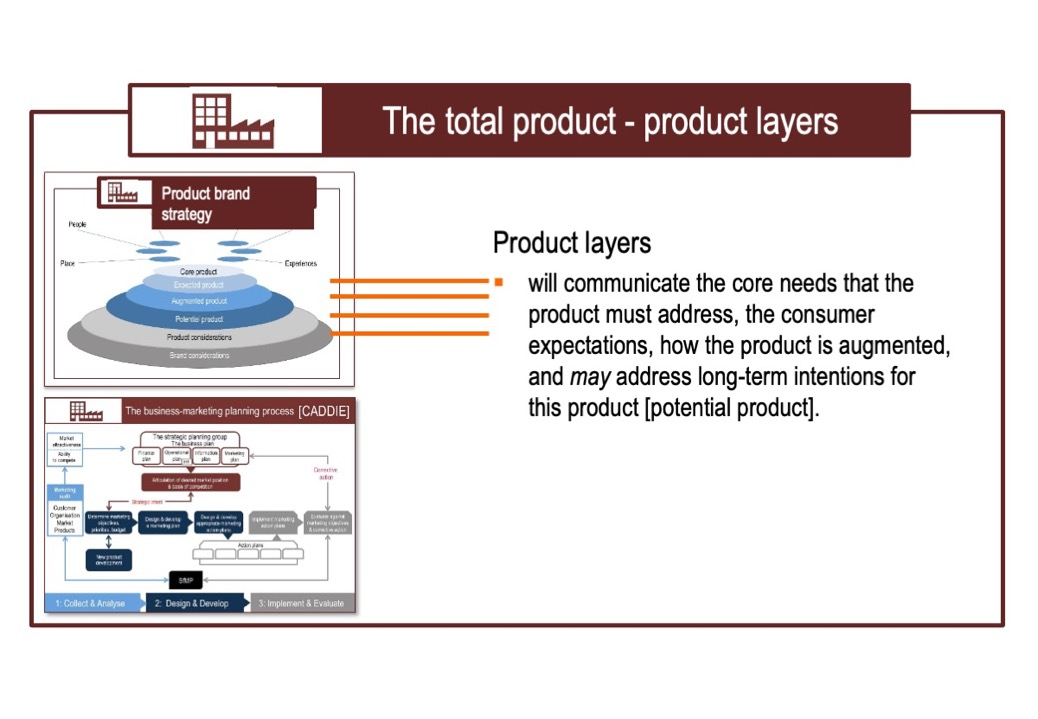 The total product - product layers
Product brand
strategy
People
Place
Experiences
Core product
Expected product
Augmented product
Potential product
Product considerations
Brand considerations
Product layers
will communicate the core needs that the
product must address, the consumer
expectations, how the product is augmented,
and may address long-term intentions for
this product [potential product].
The business-marketing planning process [CADDIE]
Market
attractiveness
Ability
to compete
The strategic planning group
The business plan
Finance
plan
Operational
plan
Information
plan
Marketing
plan
Articulation of desired market position
& basis of competition
Corrective
action
Strategic intent
Marketing
audit
Customer
Organisation
Market
Products
Determine marketing
objectives,
priorities, budget
Design & develop
a marketing plan
Design & develop
appropriate marketing
action plans
Implement marketing
action plans
Evaluate against
marketing objectives
& corrective action
Action plans
New product
development
1: Collect & Analyse
2: Design & Develop
3: Implement & Evaluate